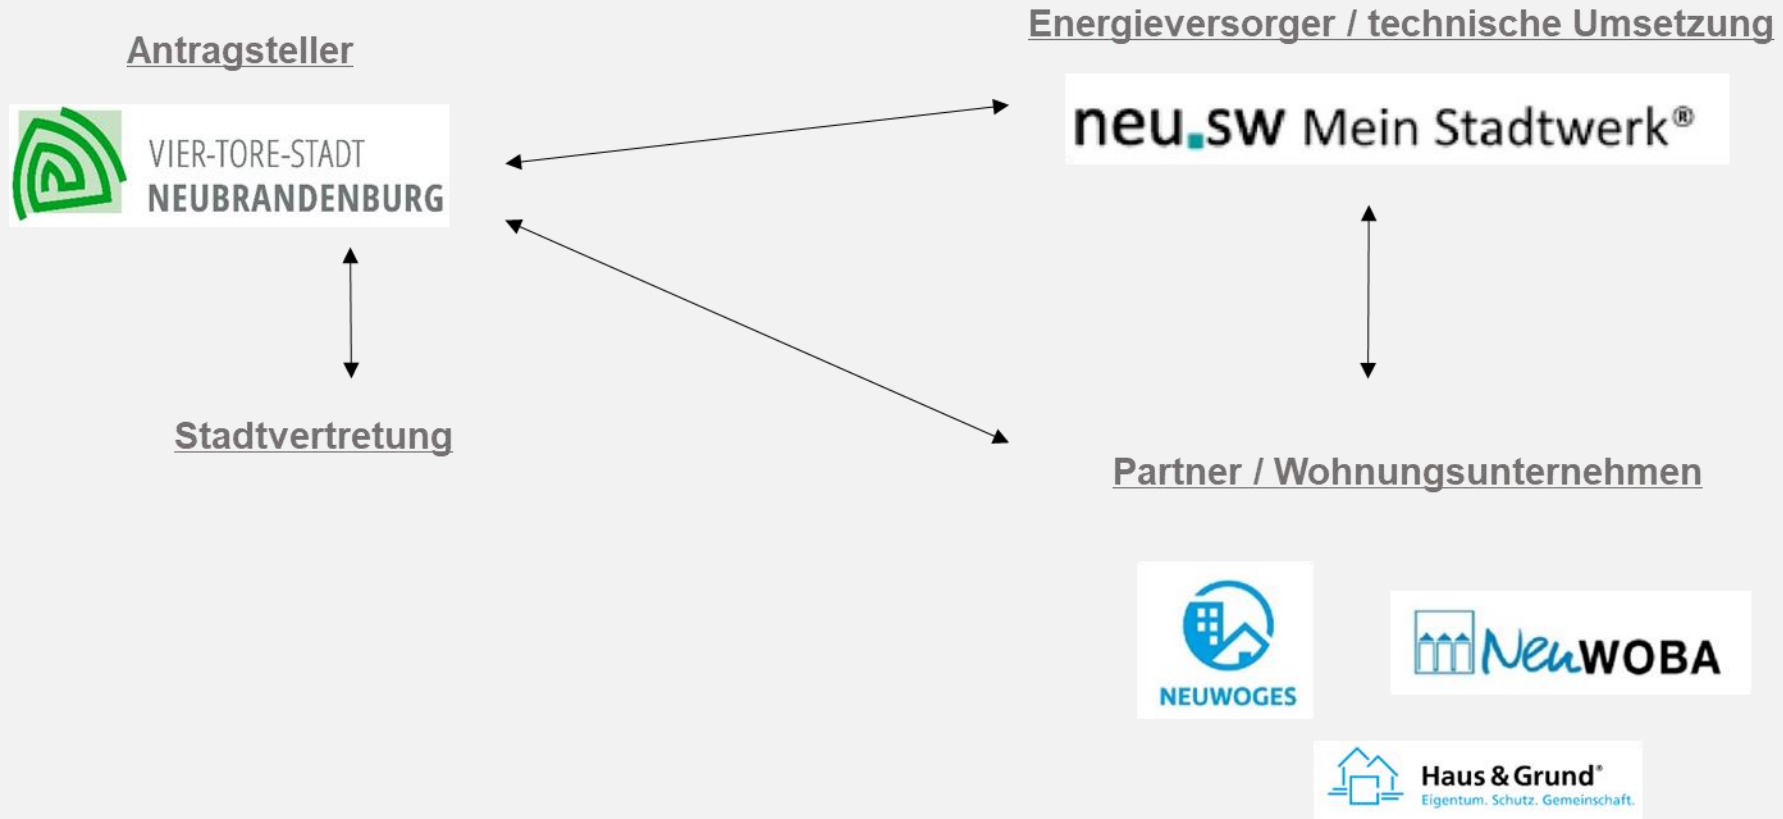 Antragsteller
VIER-TORE-STADT
NEUBRANDENBURG
Stadtvertretung
Energieversorger / technische Umsetzung
neu.sw Mein Stadtwerk®
Partner / Wohnungsunternehmen
NEUWOGES
NeuWOBA
Haus & Grund®
Eigentum. Schutz. Gemeinschaft.